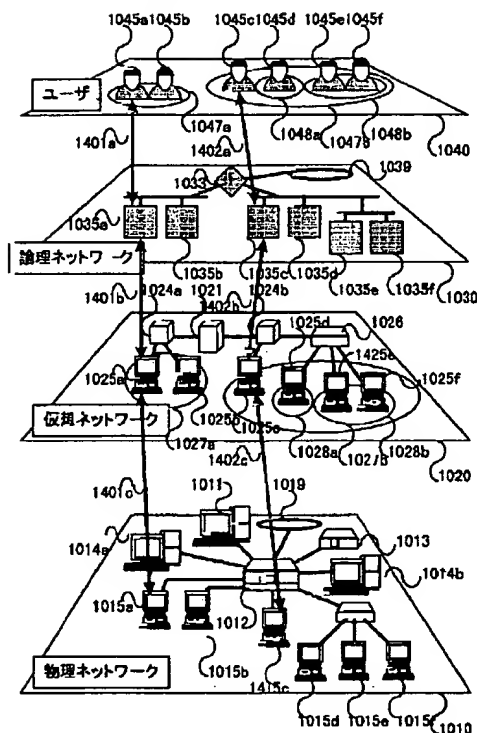 1045a 1045b 1045c 1045d 1045e 1045f
ユーザ
1047a 1048a 1047b 1048b
1401a 1402a 1040
1033 1039
1035a
1035b 1035c 1035d
1035e 1035f
論理ネットワーク
1030
1401b 1024a 1021 1402b 1024b
1025d 1026
1425e
1025a 1025f
1025b 1025c
仮想ネットワーク
1027a 1028a 1027b 1028b
1402c 1020
1401c
1011 1019
1014a 1013
1014b
1015a 1012
物理ネットワーク
1015b
1415c
1015d 1015e 1015f
1010